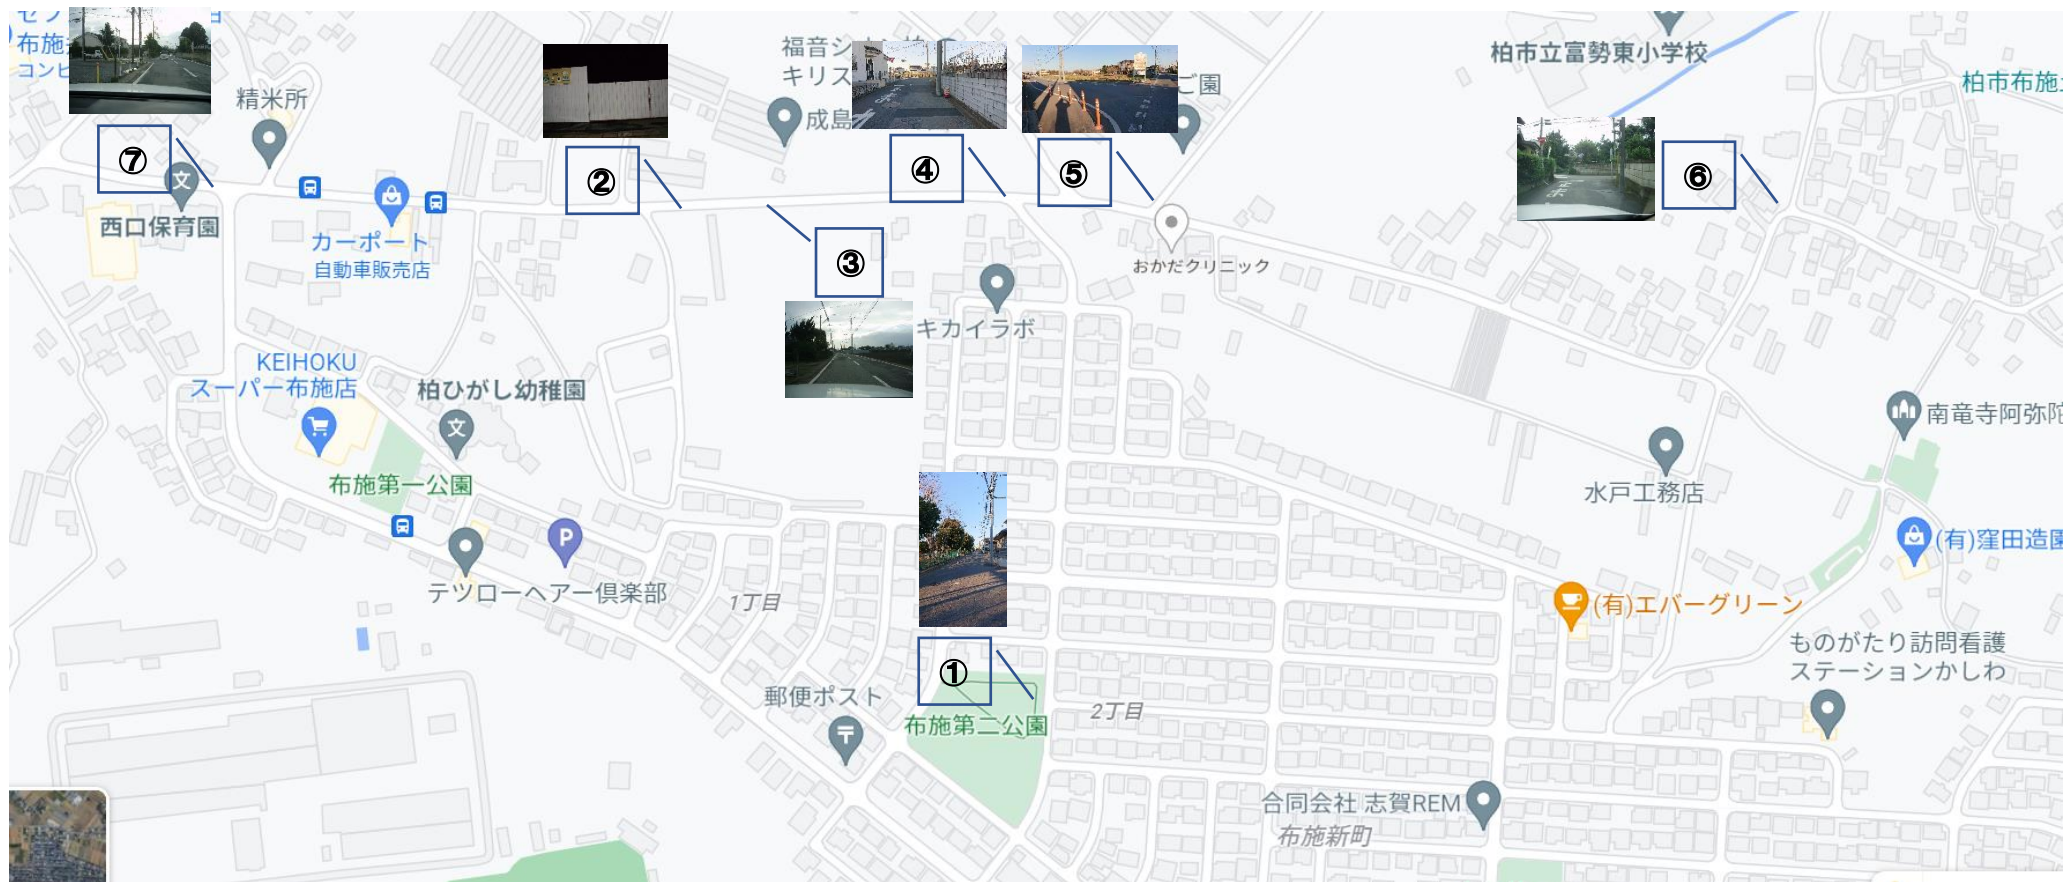 布施
コンビ
精米所
⑦
西口保育園
カーポート
自動車販売店
②
福音シ
キリス
成島
④
⑤
ご園
③
キカイラボ
おかだクリニック
柏市立富勢東小学校
柏市布施
⑥
KEIHOKU
スーパー布施店
柏ひがし幼稚園
布施第一公園
P
テツローヘアー倶楽部
1丁目
南竜寺阿弥陀
水戸工務店
(有)窪田造園
(有)エバーグリーン
ものがたり訪問看護
ステーションかしわ
①
郵便ポスト
布施第二公園
2丁目
合同会社 志賀REM
布施新町